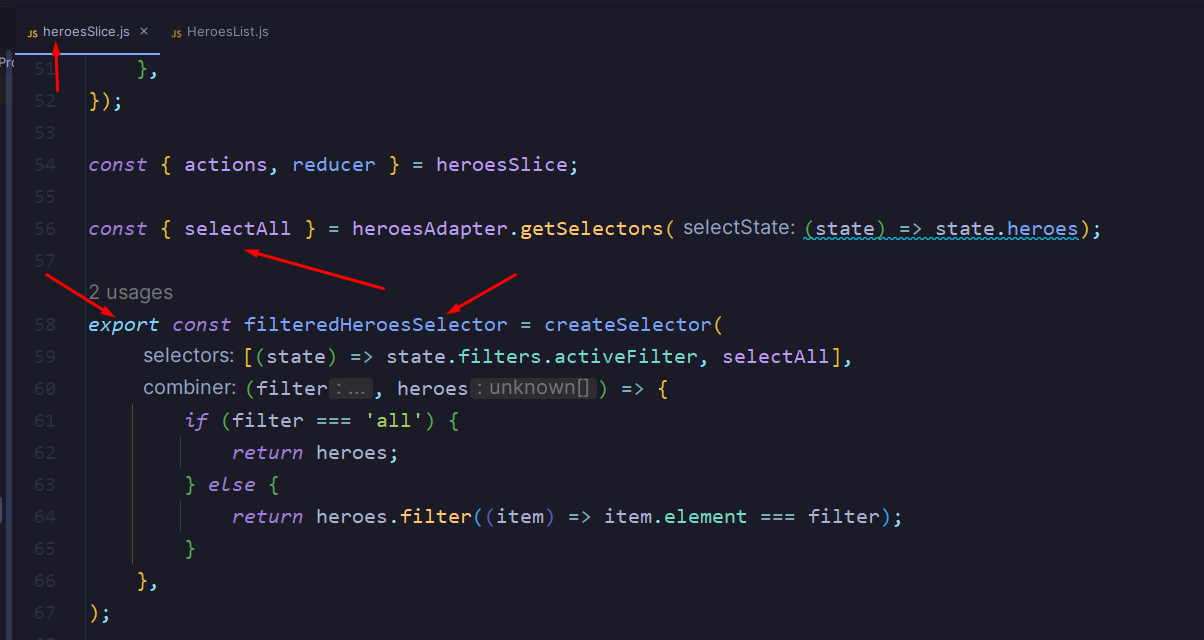 JS heroesSlice.js × JS HeroesList.js
Pro
51 },
52 });
53
54 const { actions, reducer } = heroesSlice;
55
56 const { selectAll } = heroesAdapter.getSelectors( selectState: (state) => state.heroes);
57
2 usages
58 export const filteredHeroesSelector = createSelector(
59 selectors: [(state) => state.filters.activeFilter, selectAll],
60 combiner: (filter : ... , heroes : unknown[] ) => {
61 if (filter === 'all') {
62 return heroes;
63 } else {
64 return heroes.filter((item) => item.element === filter);
65 }
66 },
67 );